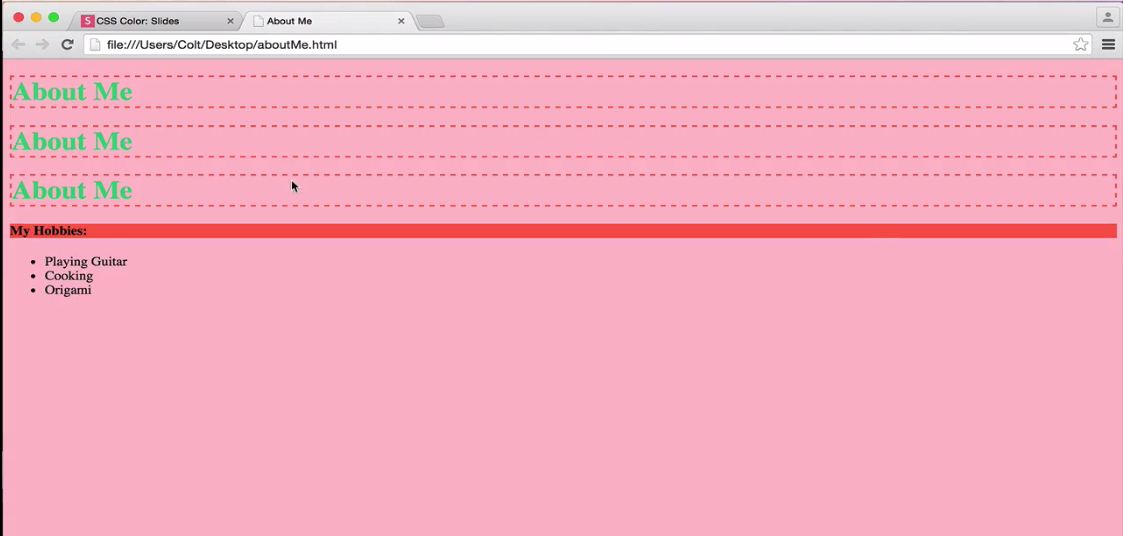 S CSS Color: Slides
About Me
file:///Users/Colt/Desktop/aboutMe.html
About Me
About Me
About Me
My Hobbies:
Playing Guitar
Cooking
Origami